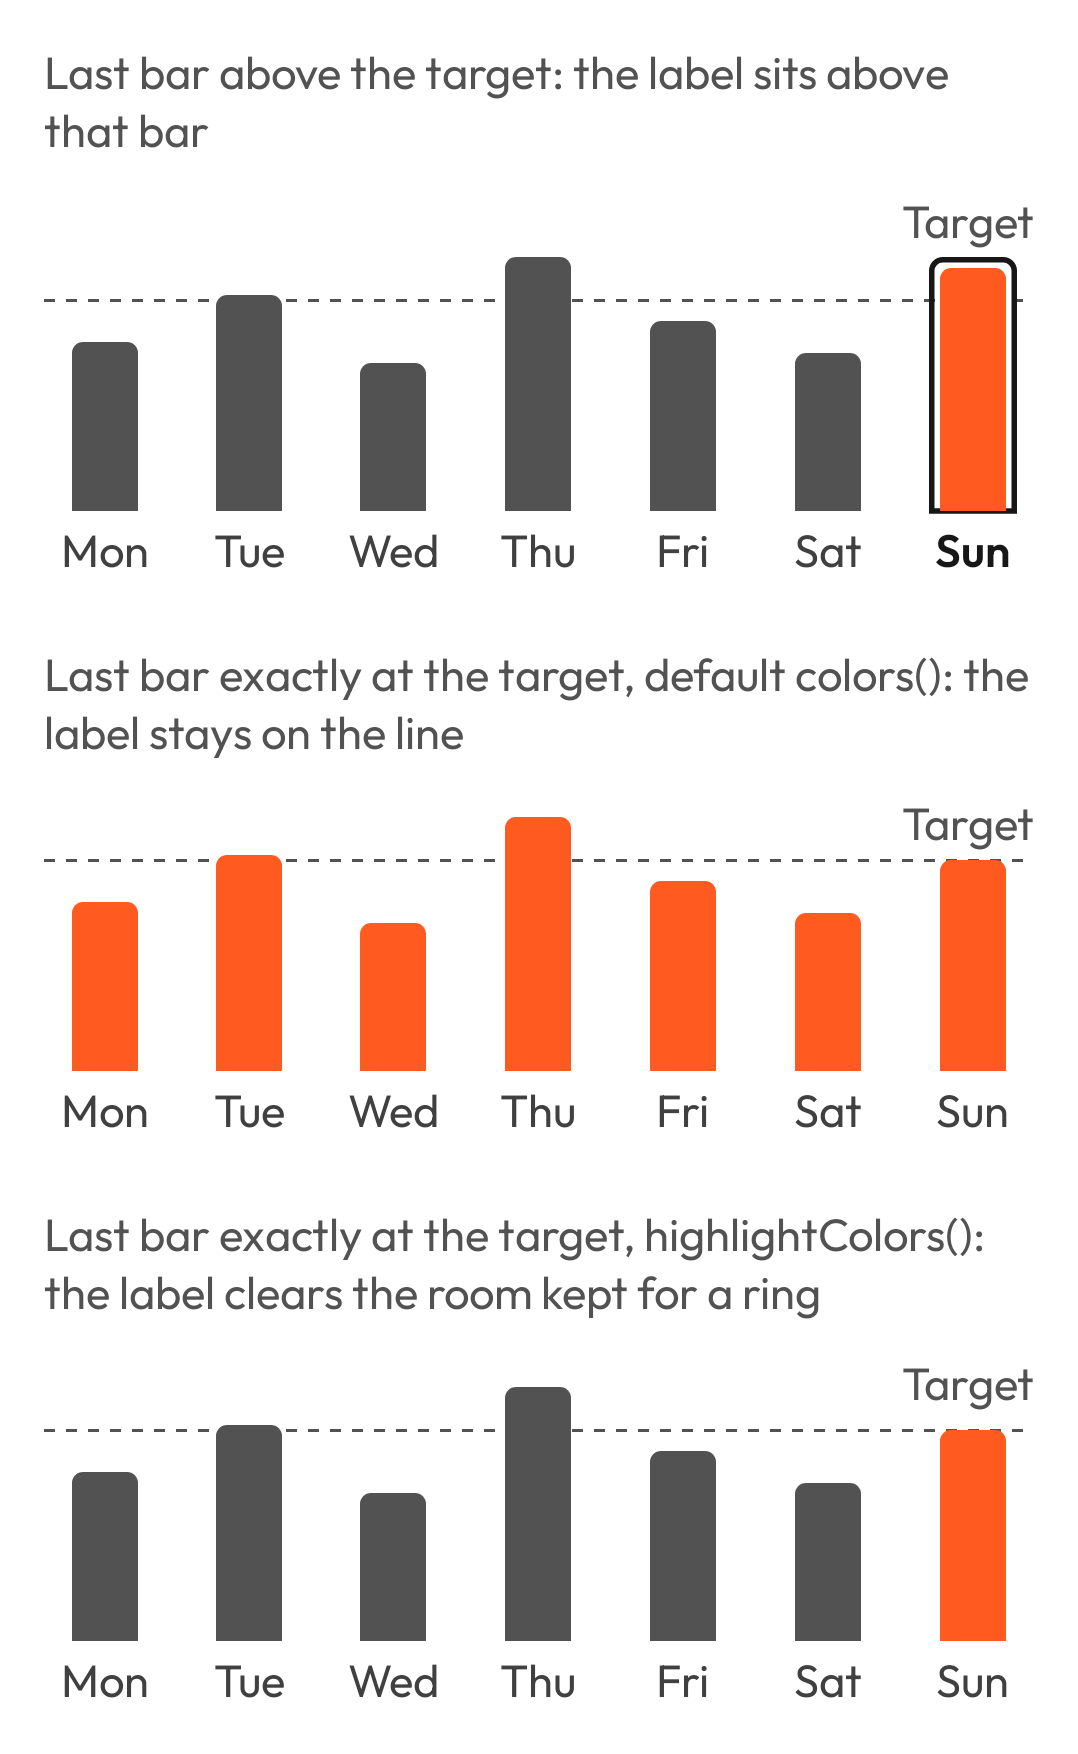 Last bar above the target: the label sits above
that bar
Target
Mon Tue Wed Thu Fri Sat Sun
Last bar exactly at the target, default colors(): the
label stays on the line
Target
Mon Tue Wed Thu Fri Sat Sun
Last bar exactly at the target, highlightColors():
the label clears the room kept for a ring
Target
Mon Tue Wed Thu Fri Sat Sun